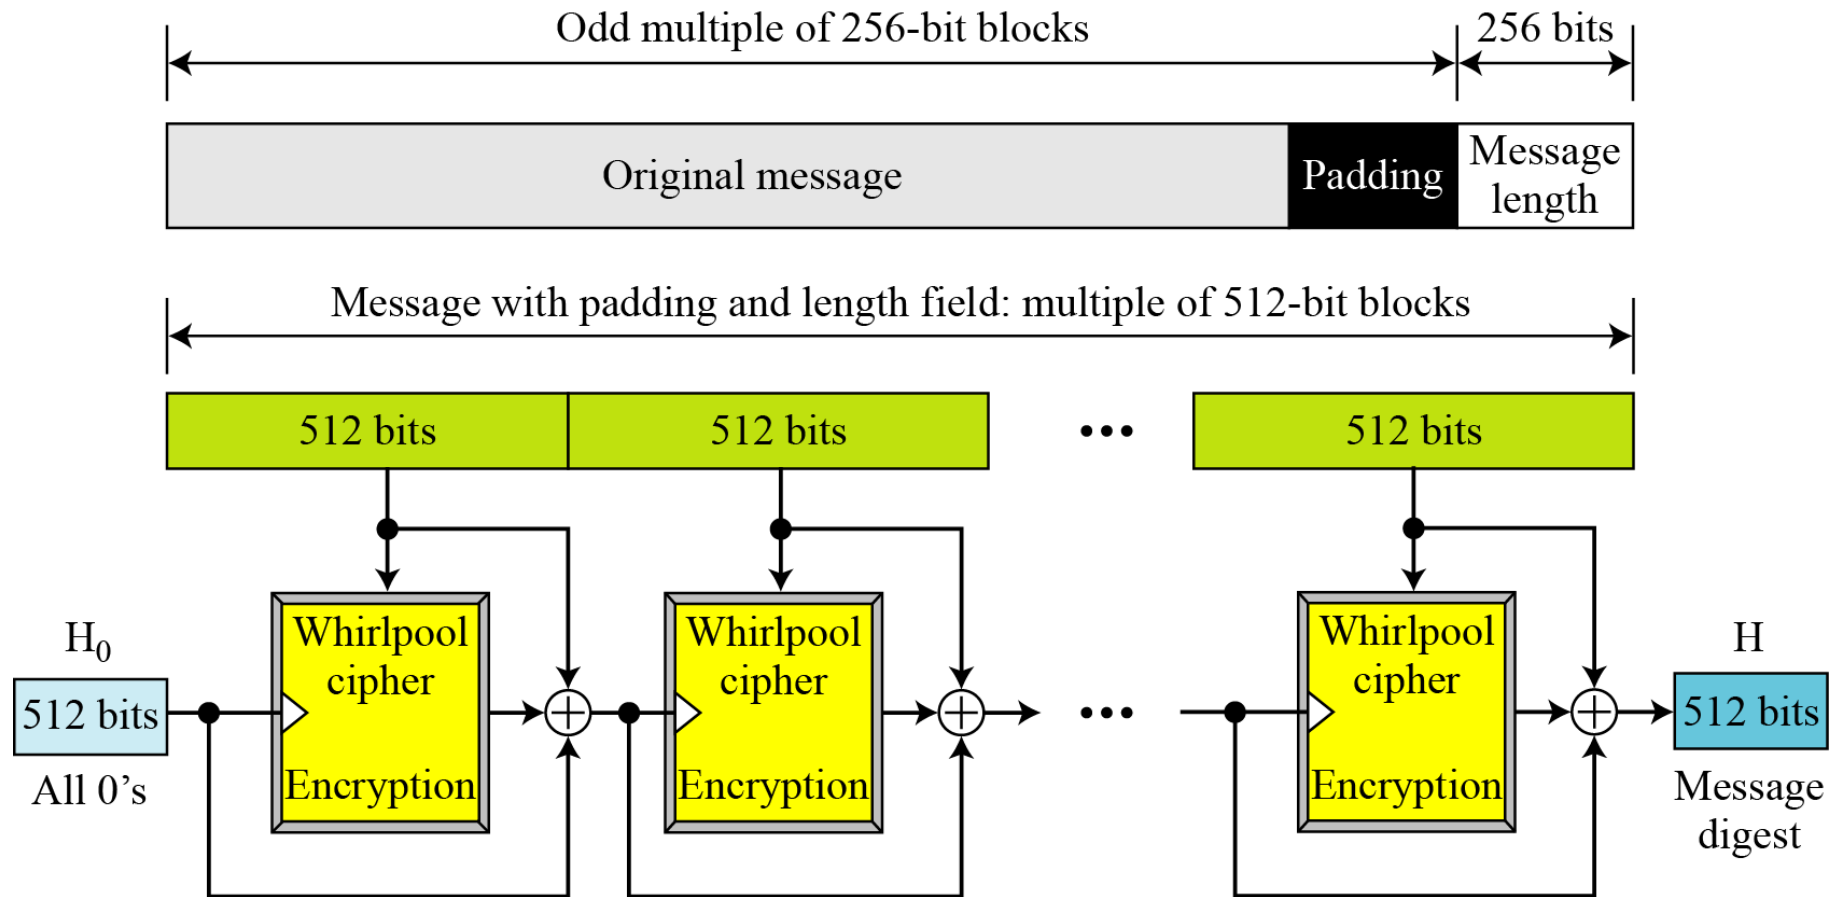 Odd multiple of 256-bit blocks
256 bits
Original message
Padding
Message
length
Message with padding and length field: multiple of 512-bit blocks
512 bits
512 bits
•••
512 bits
H₀
512 bits
All 0’s
Whirlpool
cipher
Encryption
Whirlpool
cipher
Encryption
•••
Whirlpool
cipher
Encryption
H
512 bits
Message
digest